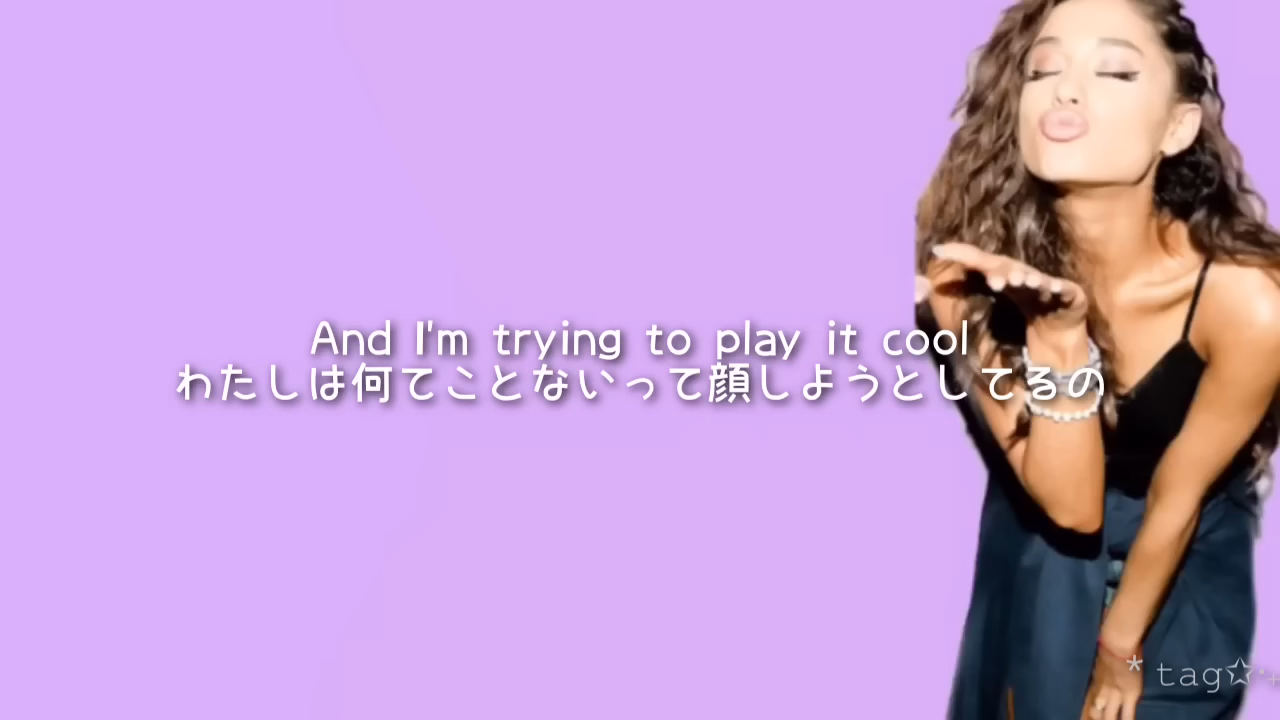 And I'm trying to play it cool
わたしは何てことないって顔しようとしてるの
* tag☆